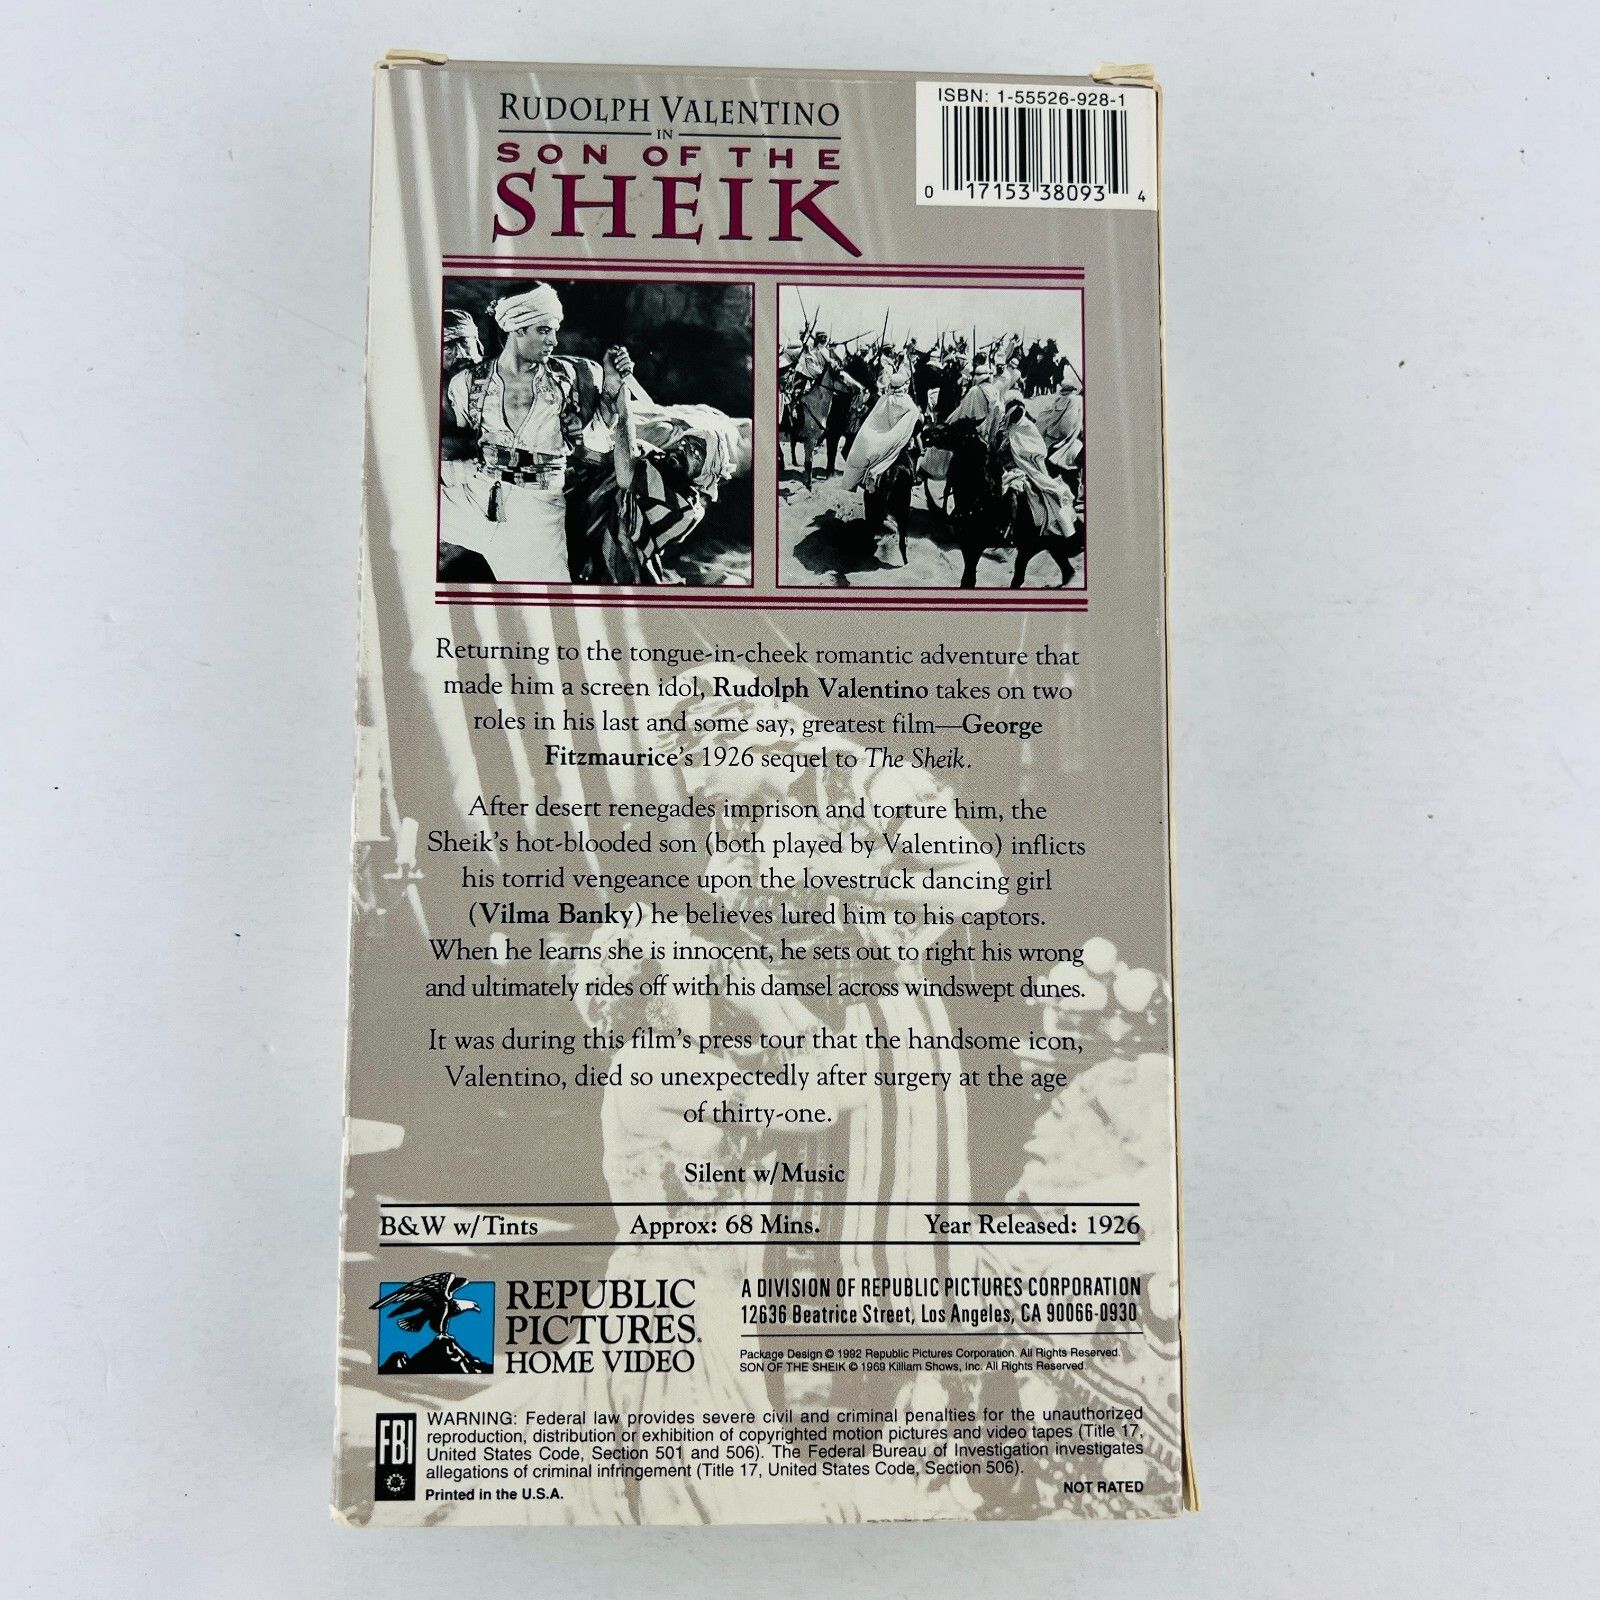 RUDOLPH VALENTINO
IN
SON OF THE
SHEIK
ISBN: 1-55526-928-1
0 17153 38093 4
Returning to the tongue-in-cheek romantic adventure that
made him a screen idol, Rudolph Valentino takes on two
roles in his last and some say, greatest film—George
Fitzmaurice's 1926 sequel to The Sheik.
After desert renegades imprison and torture him, the
Sheik's hot-blooded son (both played by Valentino) inflicts
his torrid vengeance upon the lovestruck dancing girl
(Vilma Banky) he believes lured him to his captors.
When he learns she is innocent, he sets out to right his wrong
and ultimately rides off with his damsel across windswept dunes.
It was during this film's press tour that the handsome icon,
Valentino, died so unexpectedly after surgery at the age
of thirty-one.
Silent w/Music
B&W w/Tints Approx: 68 Mins. Year Released: 1926
REPUBLIC
PICTURES®
HOME VIDEO
A DIVISION OF REPUBLIC PICTURES CORPORATION
12636 Beatrice Street, Los Angeles, CA 90066-0930
Package Design © 1992 Republic Pictures Corporation. All Rights Reserved.
SON OF THE SHEIK © 1969 Killiam Shows, Inc. All Rights Reserved.
FBI
WARNING: Federal law provides severe civil and criminal penalties for the unauthorized
reproduction, distribution or exhibition of copyrighted motion pictures and video tapes (Title 17,
United States Code, Section 501 and 506). The Federal Bureau of Investigation investigates
allegations of criminal infringement (Title 17, United States Code, Section 506).
Printed in the U.S.A.
NOT RATED